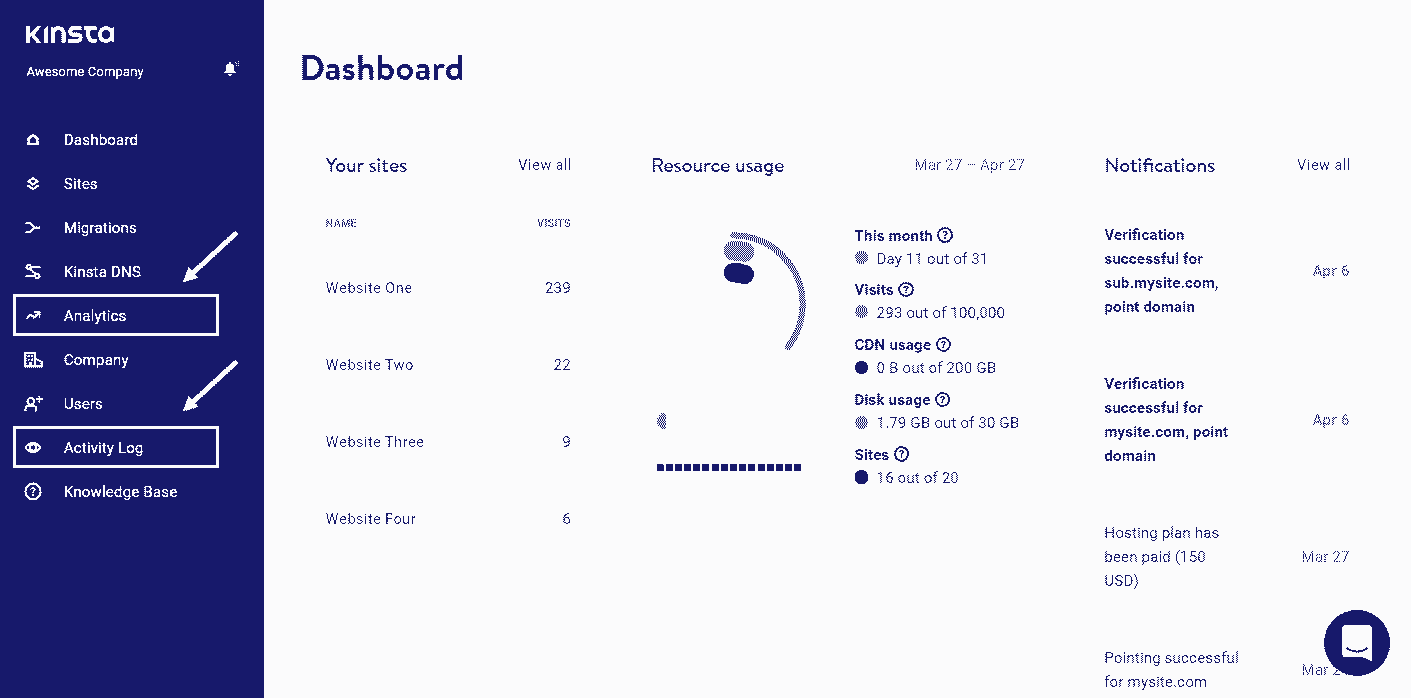 KINSTA
Awesome Company
Dashboard
Sites
Migrations
Kinsta DNS
Analytics
Company
Users
Activity Log
Knowledge Base
Dashboard
Your sites View all
NAME VISITS
Website One 239
Website Two 22
Website Three 9
Website Four 6
Resource usage Mar 27 – Apr 27
This month ?
Day 11 out of 31
Visits ?
293 out of 100,000
CDN usage ?
0 B out of 200 GB
Disk usage ?
1.79 GB out of 30 GB
Sites ?
16 out of 20
Notifications View all
Verification
successful for
sub.mysite.com,
point domain
Apr 6
Verification
successful for
mysite.com, point
domain
Apr 6
Hosting plan has
been paid (150
USD)
Mar 27
Pointing successful
for mysite.com
Mar